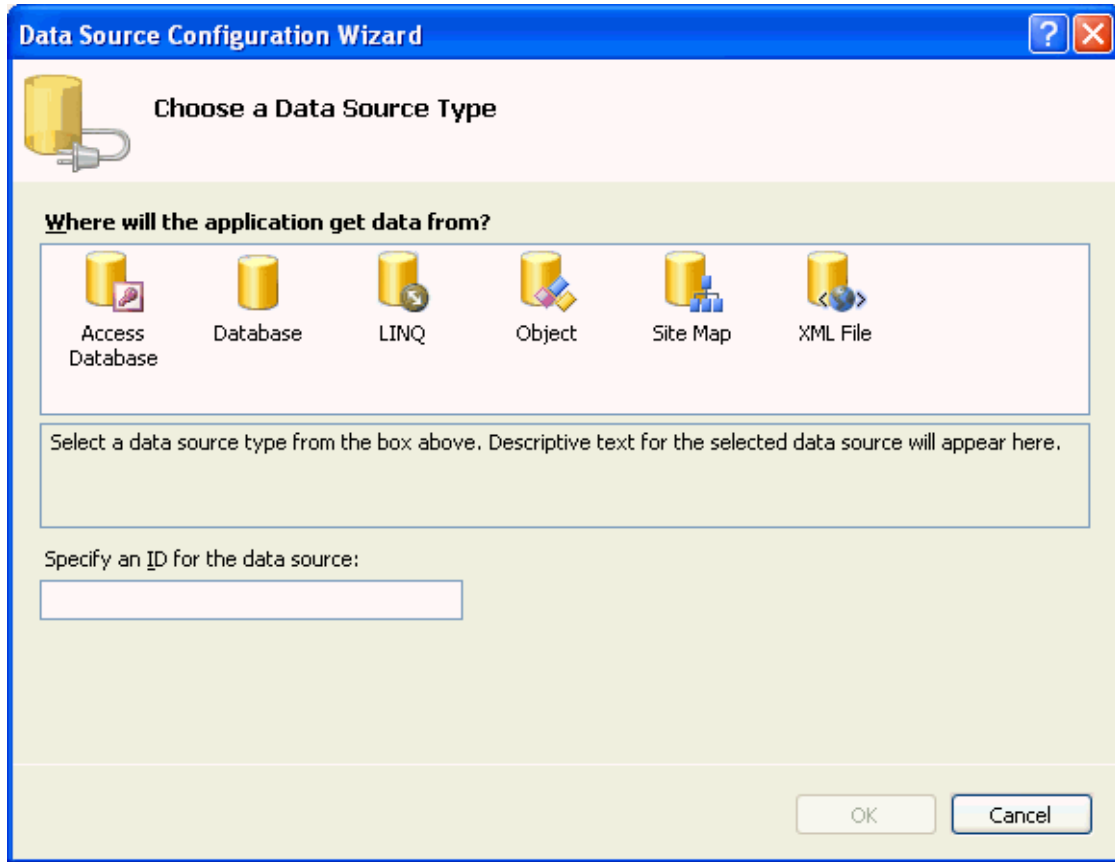 Data Source Configuration Wizard
Choose a Data Source Type
Where will the application get data from?
Access Database
Database
LINQ
Object
Site Map
XML File
Select a data source type from the box above. Descriptive text for the selected data source will appear here.
Specify an ID for the data source:
OK
Cancel